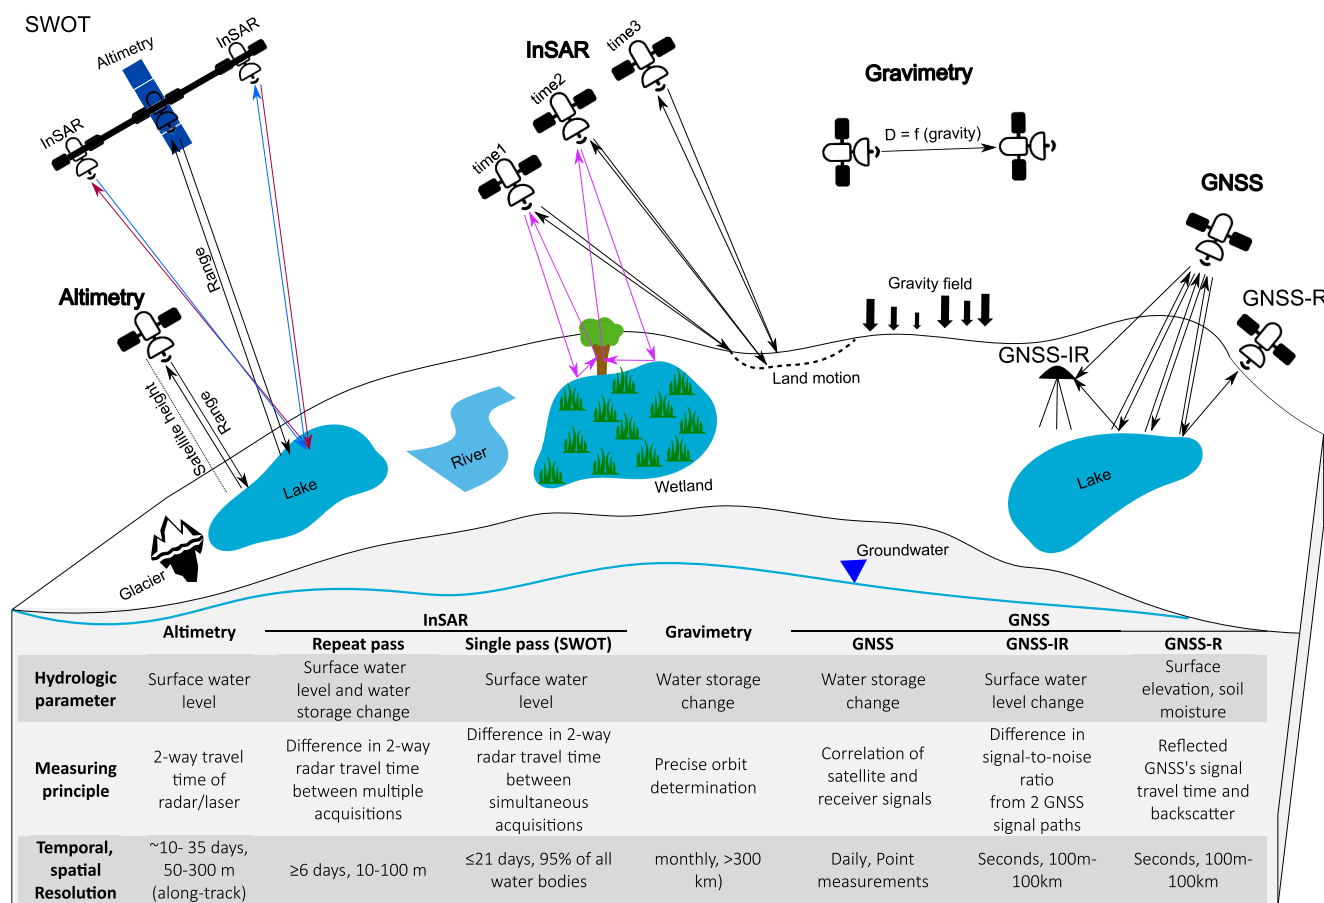 SWOT
InSAR
Altimetry
InSAR
Range
Altimetry
Satellite height
Range
Lake
Glacier
River
InSAR
time1
time2
time3
Wetland
Land motion
Gravimetry
D = f (gravity)
Gravity field
GNSS
GNSS-R
GNSS-IR
Lake
Groundwater
Altimetry
InSAR
Repeat pass
Single pass (SWOT)
Gravimetry
GNSS
GNSS
GNSS-IR
GNSS-R
Hydrologic
parameter
Surface water
level
Surface water
level and water
storage change
Surface water
level
Water storage
change
Water storage
change
Surface water
level change
Surface
elevation, soil
moisture
Measuring
principle
2-way travel
time of
radar/laser
Difference in 2-way
radar travel time
between multiple
acquisitions
Difference in 2-way
radar travel time
between
simultaneous
acquisitions
Precise orbit
determination
Correlation of
satellite and
receiver signals
Difference in
signal-to-noise
ratio
from 2 GNSS
signal paths
Reflected
GNSS's signal
travel time and
backscatter
Temporal,
spatial
Resolution
~10- 35 days,
50-300 m
(along-track)
≥6 days, 10-100 m
≤21 days, 95% of all
water bodies
monthly, >300
km)
Daily, Point
measurements
Seconds, 100m-
100km
Seconds, 100m-
100km